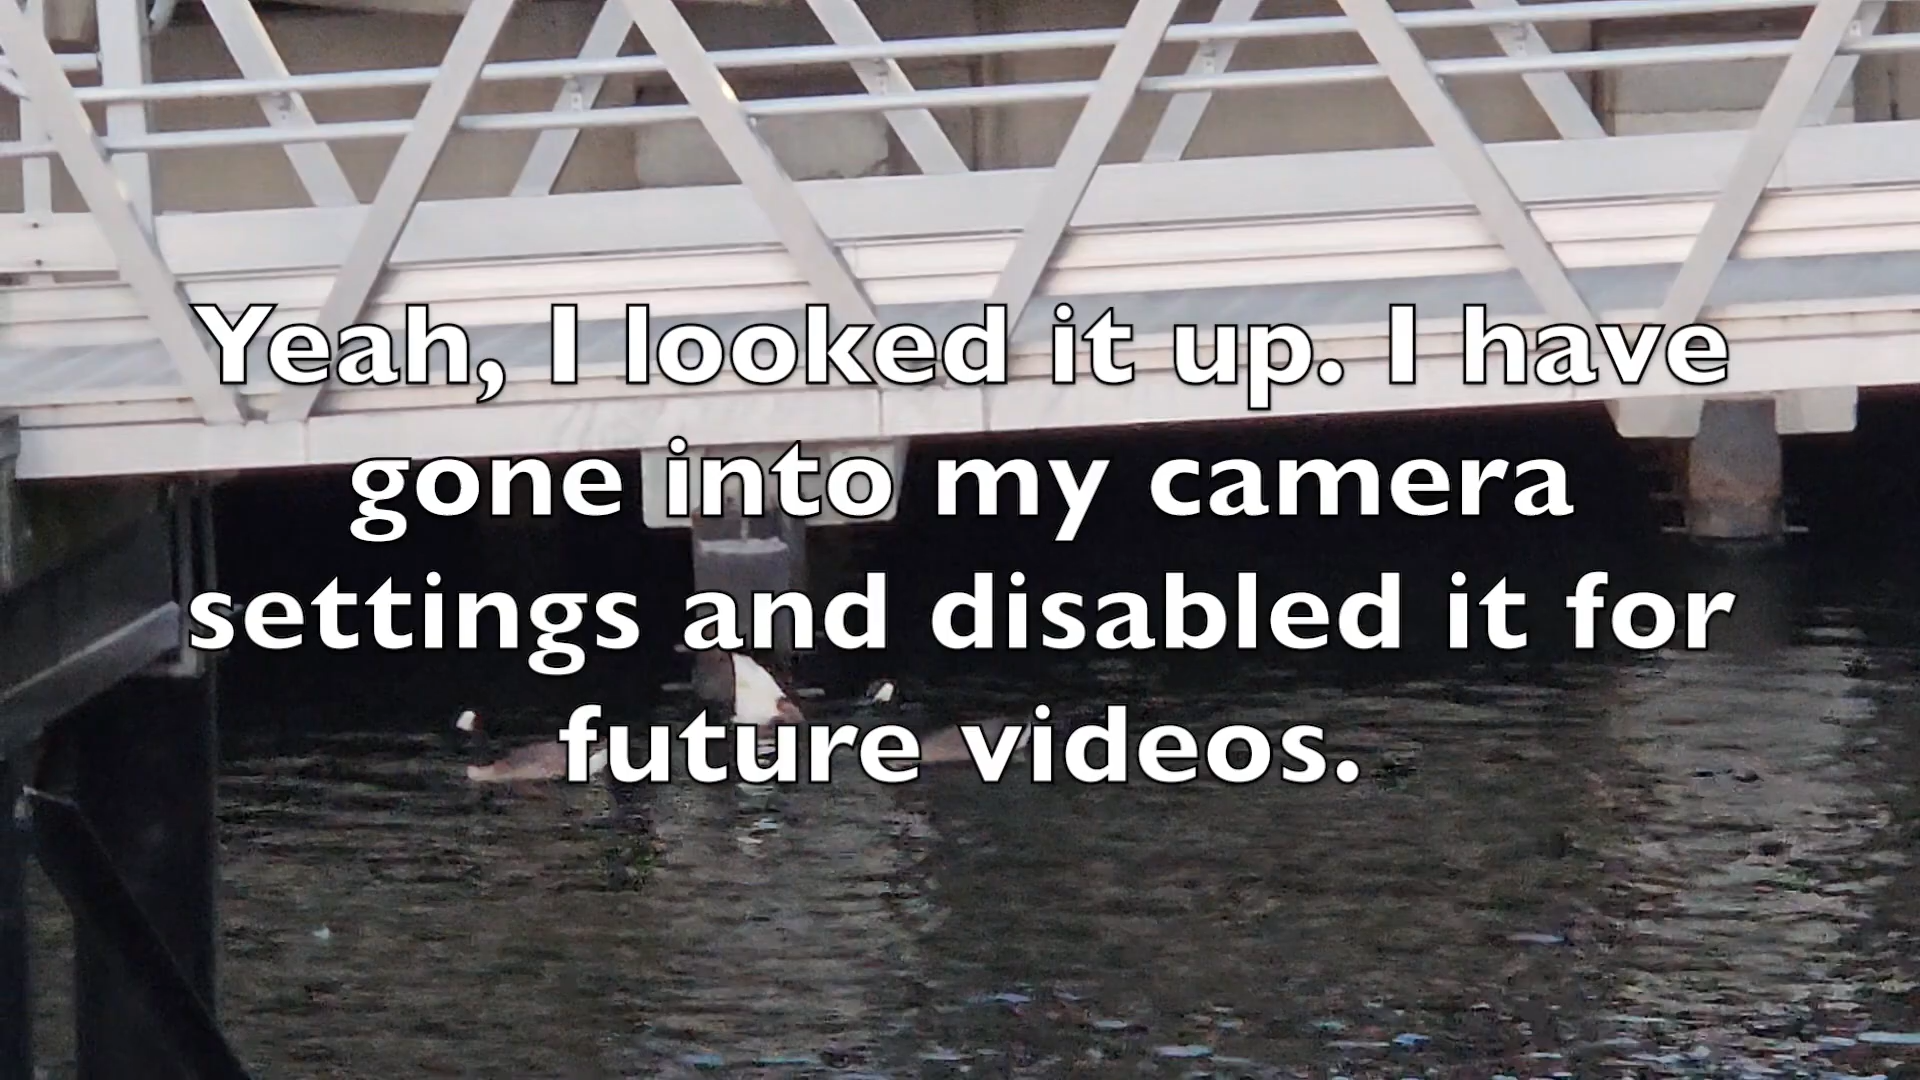 Yeah, I looked it up. I have
gone into my camera
settings and disabled it for
future videos.